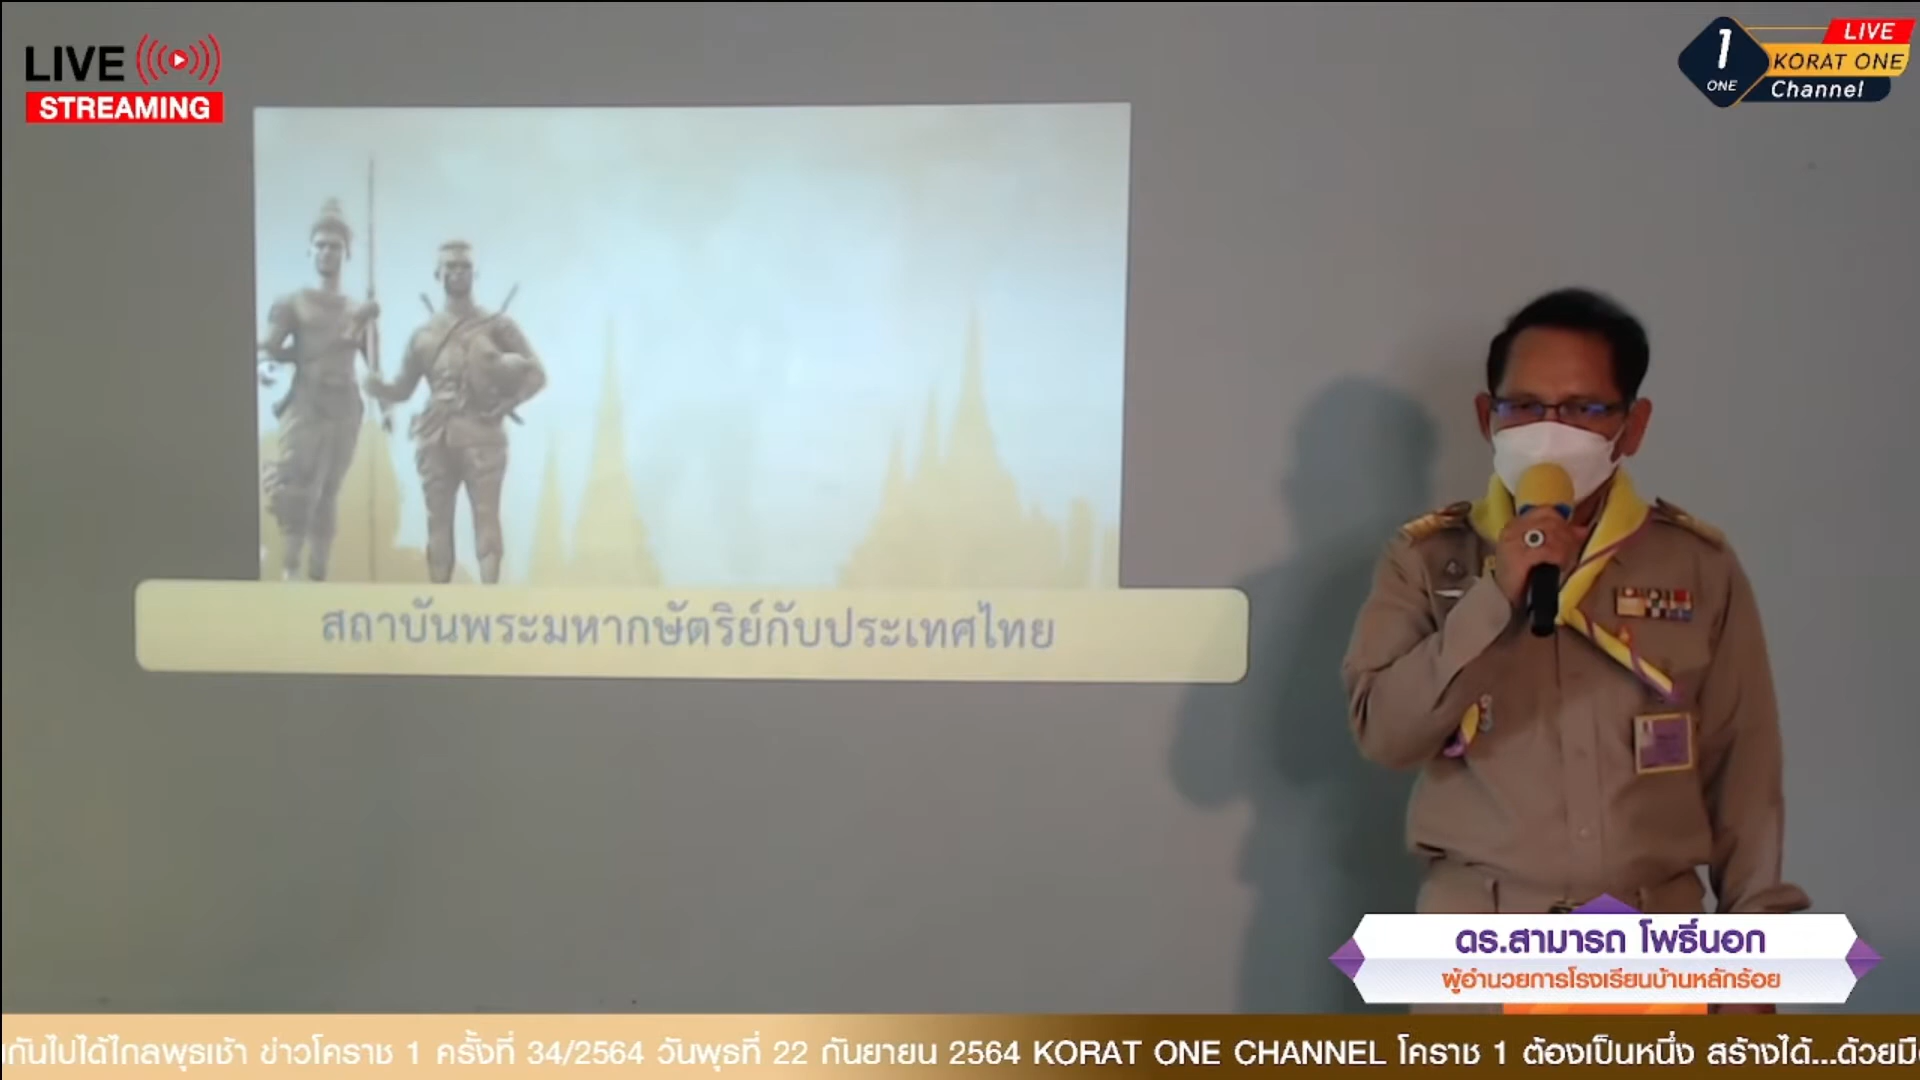 LIVE
STREAMING
1
ONE
LIVE
KORAT ONE
Channel
สถาบันพระมหากษัตริย์กับประเทศไทย
ดร.สามารถ โพธิ์นอก
ผู้อำนวยการโรงเรียนบ้านหลักร้อย
กันไปได้ไกลพุธเช้า ข่าวโคราช 1 ครั้งที่ 34/2564 วันพุธที่ 22 กันยายน 2564 KORAT ONE CHANNEL โคราช 1 ต้องเป็นหนึ่ง สร้างได้...ด้วยมื